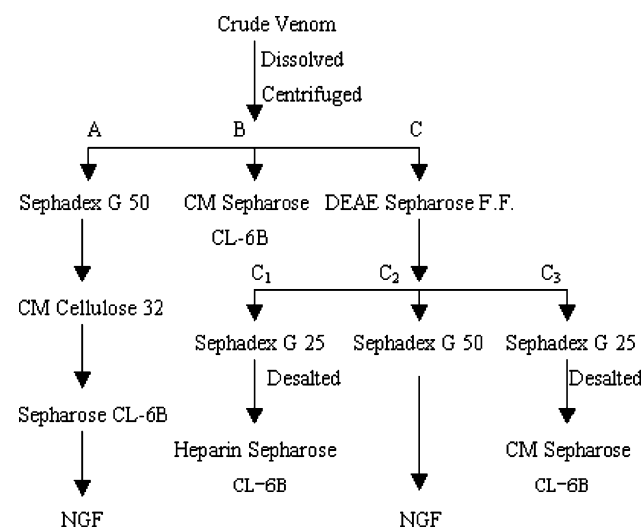 Crude Venom
Dissolved
Centrifuged
A B C
Sephadex G 50 CM Sepharose DEAE Sepharose F.F.
CL-6B
C1 C2 C3
CM Cellulose 32
Sephadex G 25 Sephadex G 50 Sephadex G 25
Desalted Desalted
Sepharose CL-6B
Heparin Sepharose CM Sepharose
CL-6B CL-6B
NGF NGF